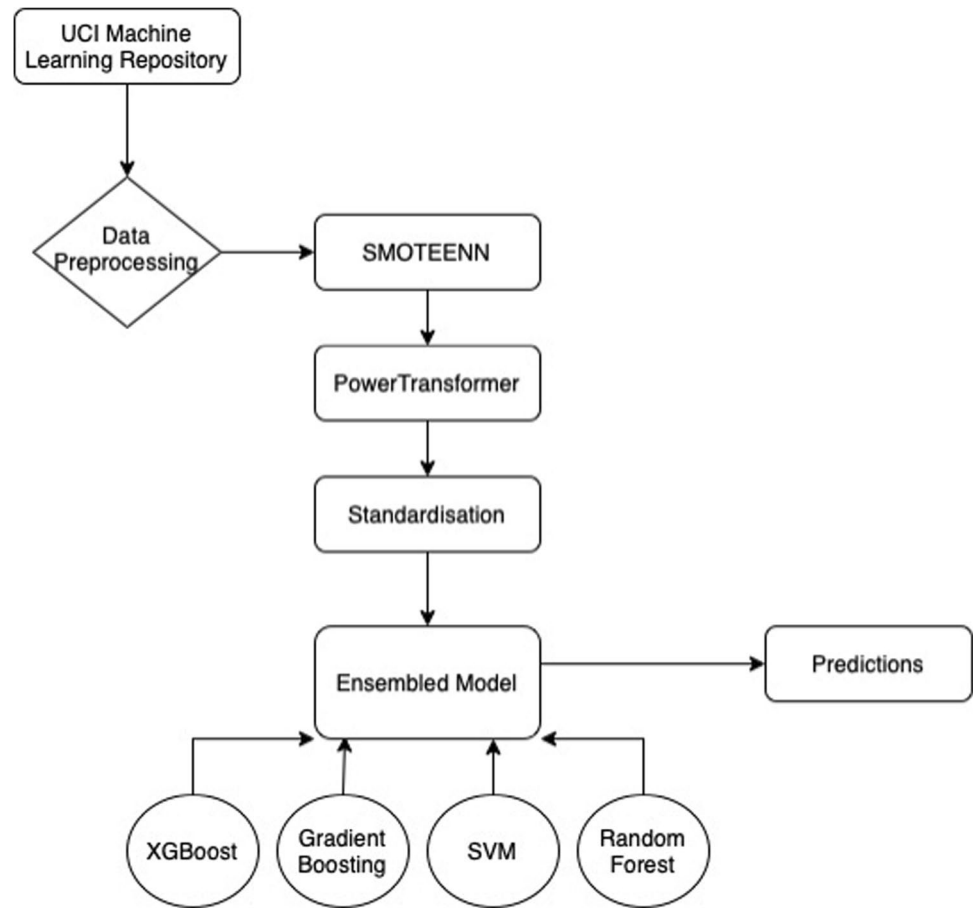 UCI Machine
Learning Repository
Data
Preprocessing
SMOTEENN
PowerTransformer
Standardisation
Ensembled Model
Predictions
XGBoost
Gradient
Boosting
SVM
Random
Forest